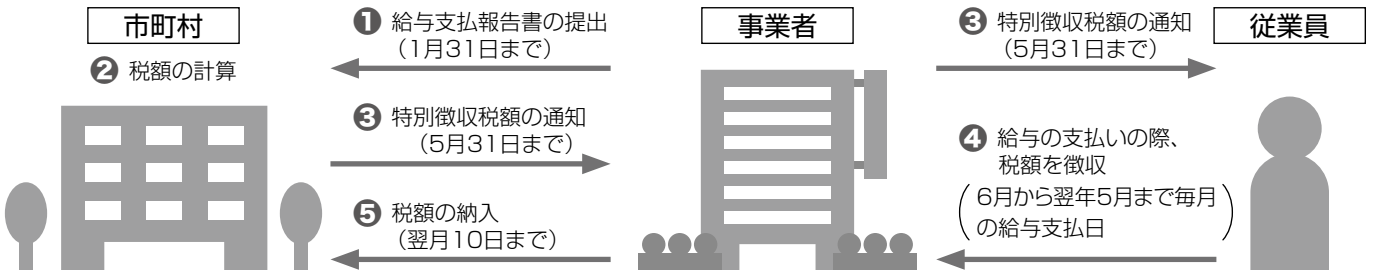 市町村
❷ 税額の計算
❶ 給与支払報告書の提出
（1月31日まで）
❸ 特別徴収税額の通知
（5月31日まで）
❺ 税額の納入
（翌月10日まで）
事業者
❸ 特別徴収税額の通知
（5月31日まで）
従業員
❹ 給与の支払いの際、
税額を徴収
（6月から翌年5月まで毎月
の給与支払日）